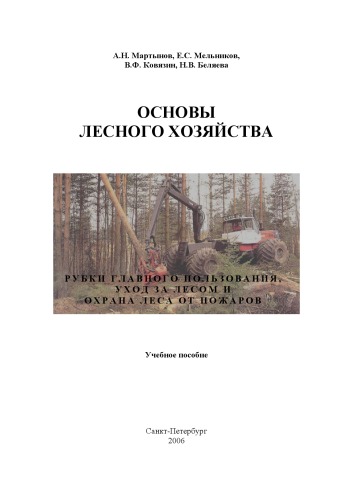 А.Н. Мартынов, Е.С. Мельников,
В.Ф. Ковязин, Н.В. Беляева
ОСНОВЫ
ЛЕСНОГО ХОЗЯЙСТВА
РУБКИ ГЛАВНОГО ПОЛЬЗОВАНИЯ,
УХОД ЗА ЛЕСОМ И
ОХРАНА ЛЕСА ОТ ПОЖАРОВ
Учебное пособие
Санкт-Петербург
2006